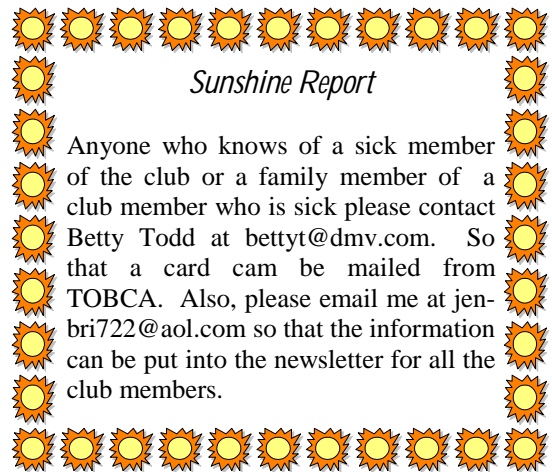 Sunshine Report
Anyone who knows of a sick member
of the club or a family member of a
club member who is sick please contact
Betty Todd at bettyt@dmv.com. So
that a card cam be mailed from
TOBCA. Also, please email me at jen-
bri722@aol.com so that the information
can be put into the newsletter for all the
club members.